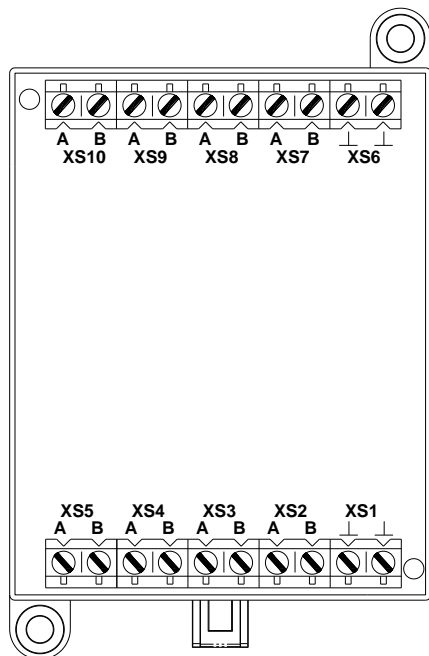 A B A B A B A B ⊥ ⊥
XS10 XS9 XS8 XS7 XS6
XS5 XS4 XS3 XS2 XS1
A B A B A B A B ⊥ ⊥